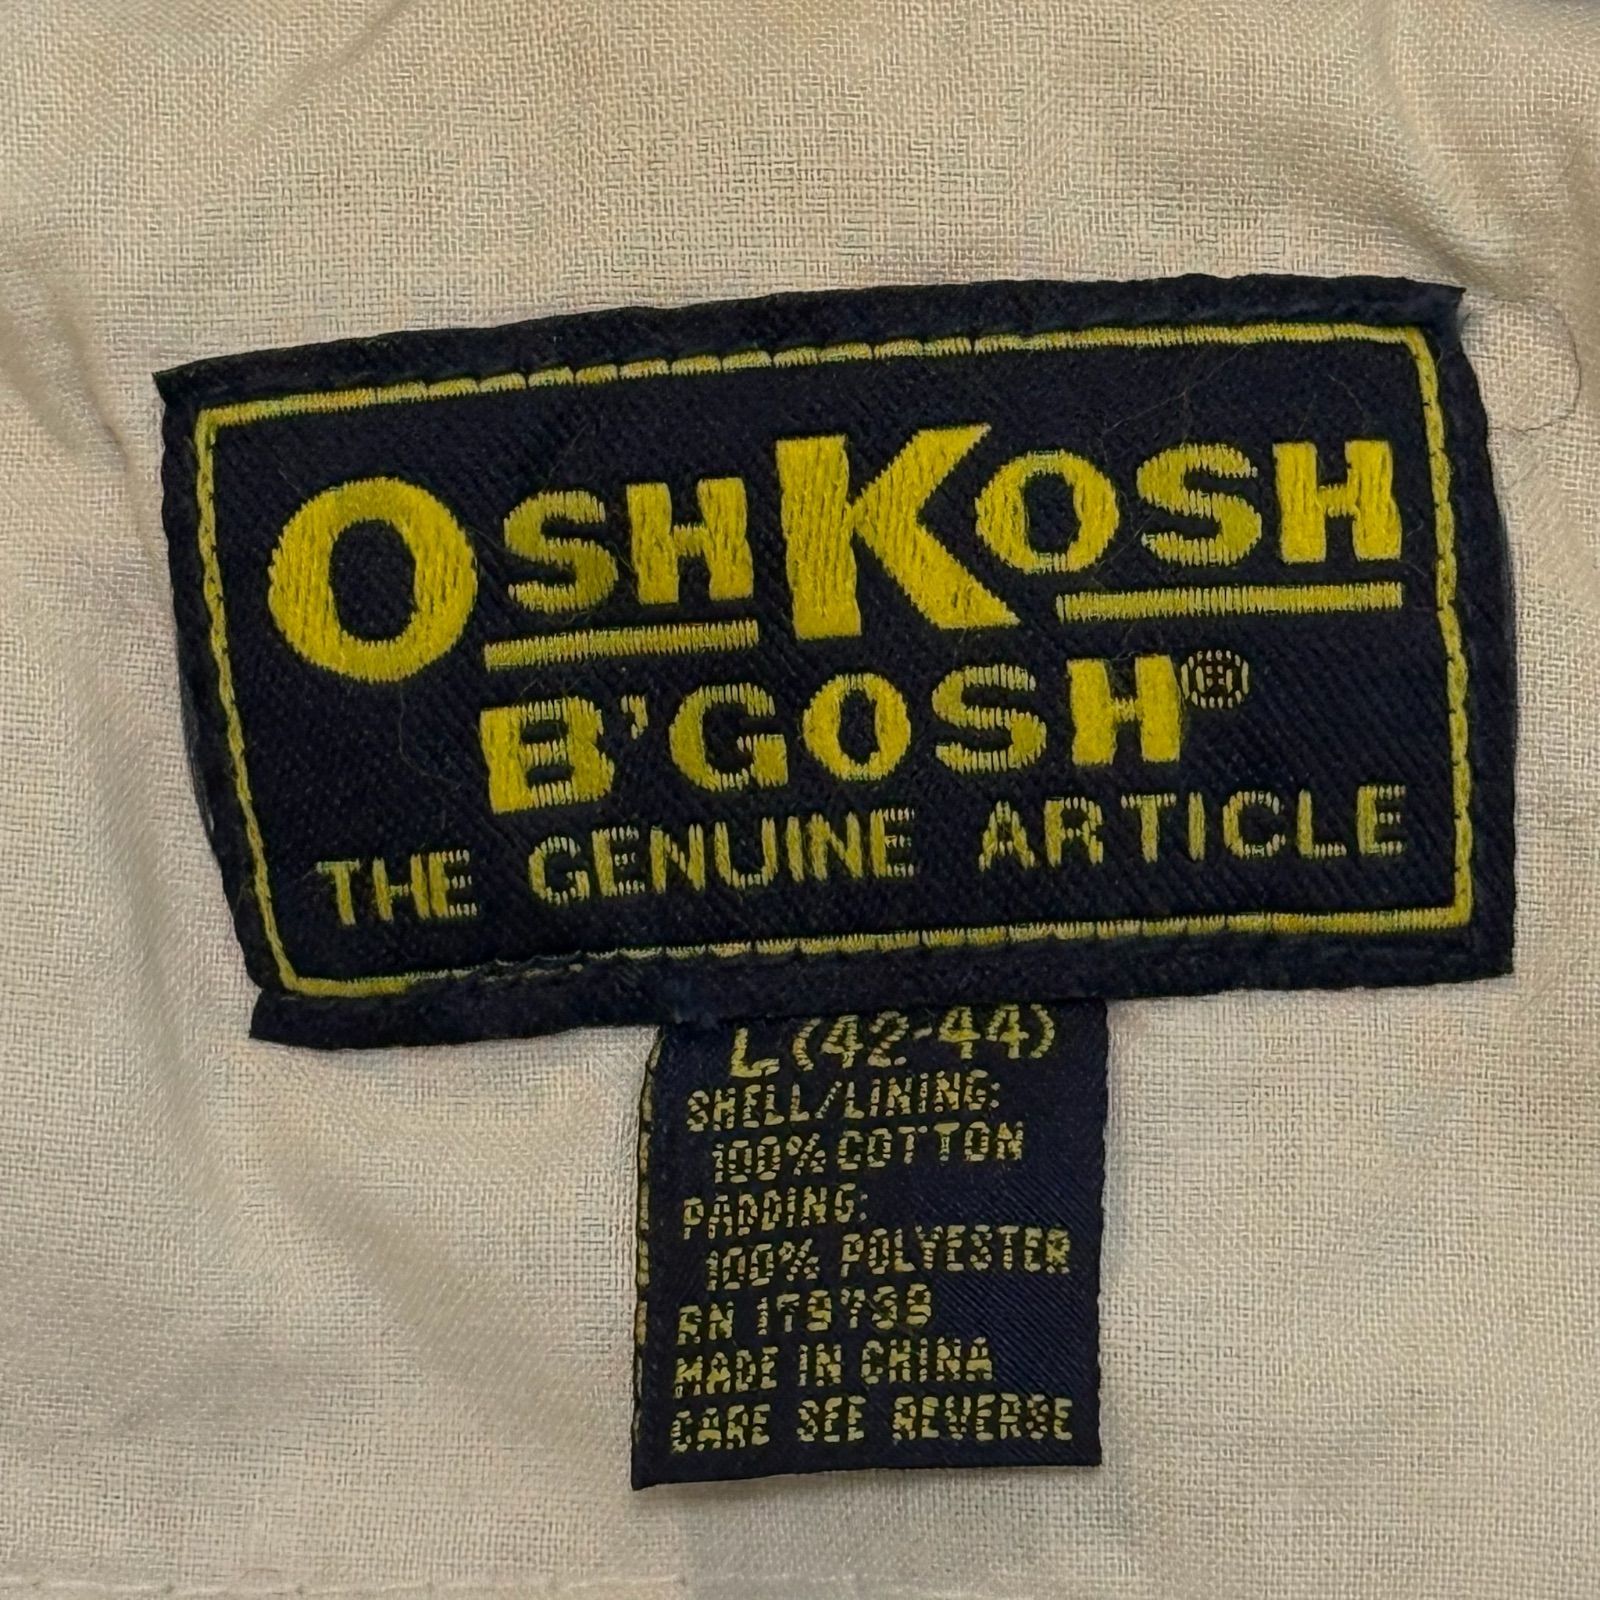 OSHKOSH
B'GOSH®
THE GENUINE ARTICLE
L (42-44)
SHELL/LINING:
100% COTTON
PADDING:
100% POLYESTER
RN
MADE IN CHINA
CARE SEE REVERSE